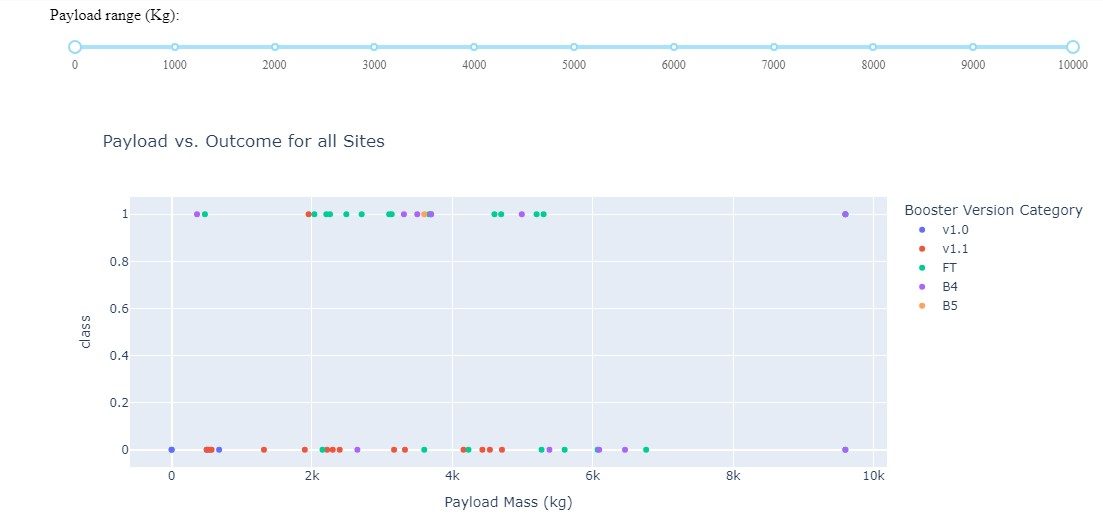 Payload range (Kg):
0 1000 2000 3000 4000 5000 6000 7000 8000 9000 10000
Payload vs. Outcome for all Sites
1
0.8
0.6
0.4
0.2
0
class
0 2k 4k 6k 8k 10k
Payload Mass (kg)
Booster Version Category
v1.0
v1.1
FT
B4
B5